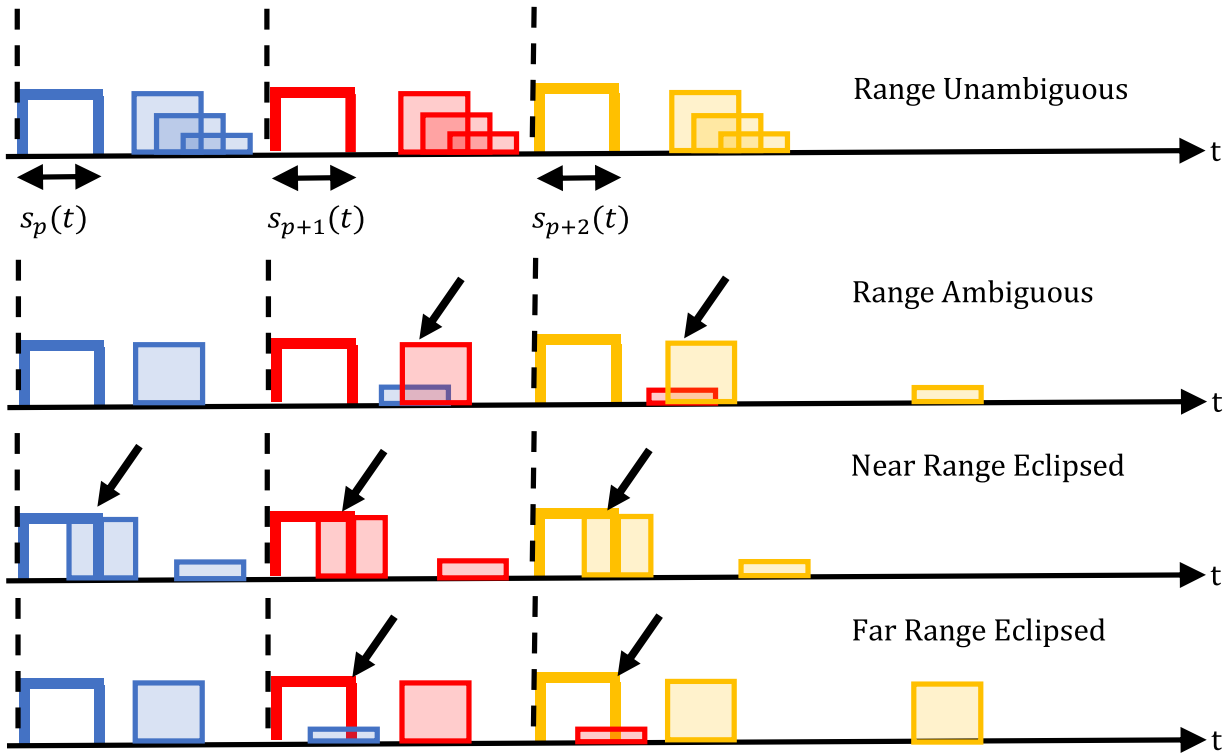 Range Unambiguous
t
s_p(t) s_{p+1}(t) s_{p+2}(t)
Range Ambiguous
t
Near Range Eclipsed
t
Far Range Eclipsed
t